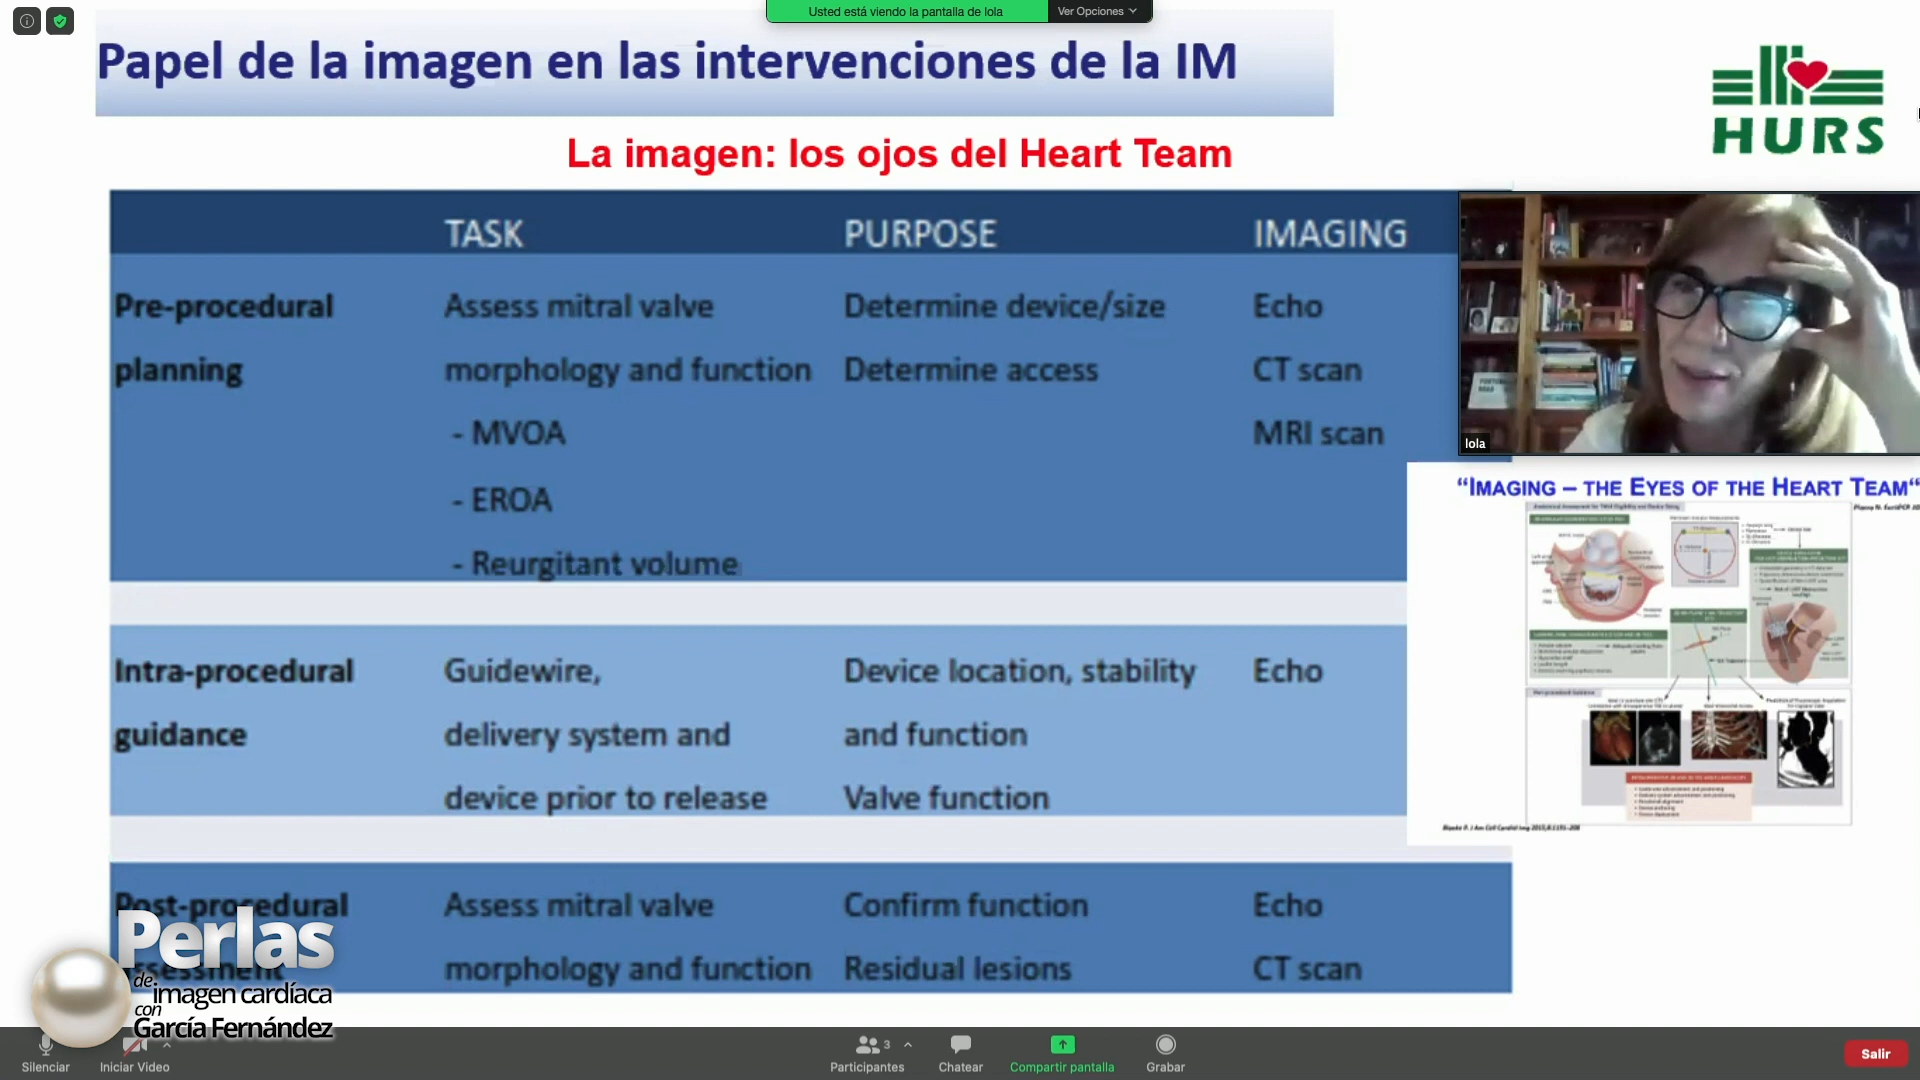 Usted está viendo la pantalla de lola
Ver Opciones
Papel de la imagen en las intervenciones de la IM
HURS
La imagen: los ojos del Heart Team
TASK PURPOSE IMAGING
Pre-procedural Assess mitral valve Determine device/size Echo
planning morphology and function Determine access CT scan
- MVOA MRI scan
- EROA
- Reurgitant volume
Intra-procedural Guidewire, Device location, stability Echo
guidance delivery system and and function
device prior to release Valve function
Post-procedural Assess mitral valve Confirm function Echo
assessment morphology and function Residual lesions CT scan
lola
“IMAGING – THE EYES OF THE HEART TEAM“
Perlas
de
imagen cardíaca
con
García Fernández
Silenciar
Iniciar Video
3
Participantes
Chatear
Compartir pantalla
Grabar
Salir